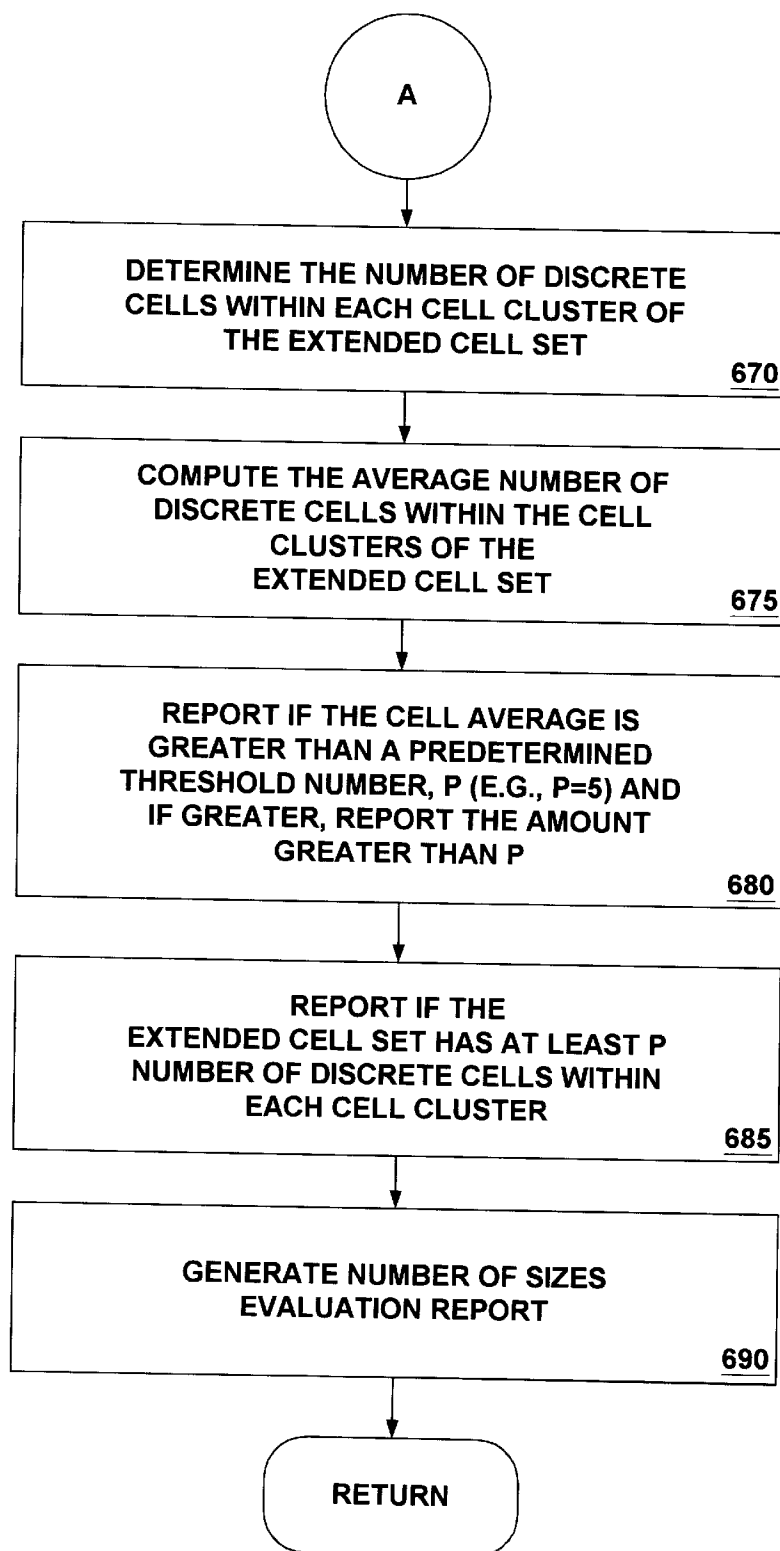 A
DETERMINE THE NUMBER OF DISCRETE
CELLS WITHIN EACH CELL CLUSTER OF
THE EXTENDED CELL SET
670
COMPUTE THE AVERAGE NUMBER OF
DISCRETE CELLS WITHIN THE CELL
CLUSTERS OF THE
EXTENDED CELL SET
675
REPORT IF THE CELL AVERAGE IS
GREATER THAN A PREDETERMINED
THRESHOLD NUMBER, P (E.G., P=5) AND
IF GREATER, REPORT THE AMOUNT
GREATER THAN P
680
REPORT IF THE
EXTENDED CELL SET HAS AT LEAST P
NUMBER OF DISCRETE CELLS WITHIN
EACH CELL CLUSTER
685
GENERATE NUMBER OF SIZES
EVALUATION REPORT
690
RETURN